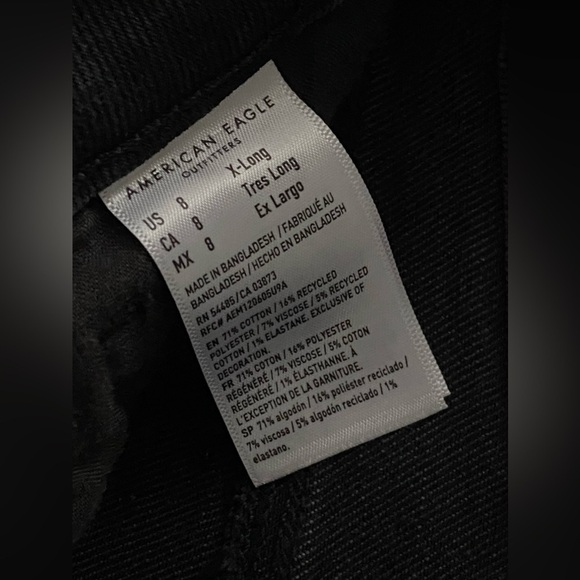 AMERICAN EAGLE
OUTFITTERS
US 8 X-Long
CA 8 Tres Long
MX 8 Ex Largo
MADE IN BANGLADESH / FABRIQUÉ AU
BANGLADESH / HECHO EN BANGLADESH
RN 54485/CA 03873
RFC# AEM120605U9A
EN 71% COTTON / 16% RECYCLED
POLYESTER / 7% VISCOSE / 5% RECYCLED
COTTON / 1% ELASTANE. EXCLUSIVE OF
DECORATION.
FR 71% COTON / 16% POLYESTER
RÉGÉNÉRÉ / 7% VISCOSE / 5% COTON
RÉGÉNÉRÉ / 1% ÉLASTHANNE. À
L'EXCEPTION DE LA GARNITURE.
SP 71% algodón / 16% poliéster reciclado /
7% viscosa / 5% algodón reciclado / 1%
elastano.